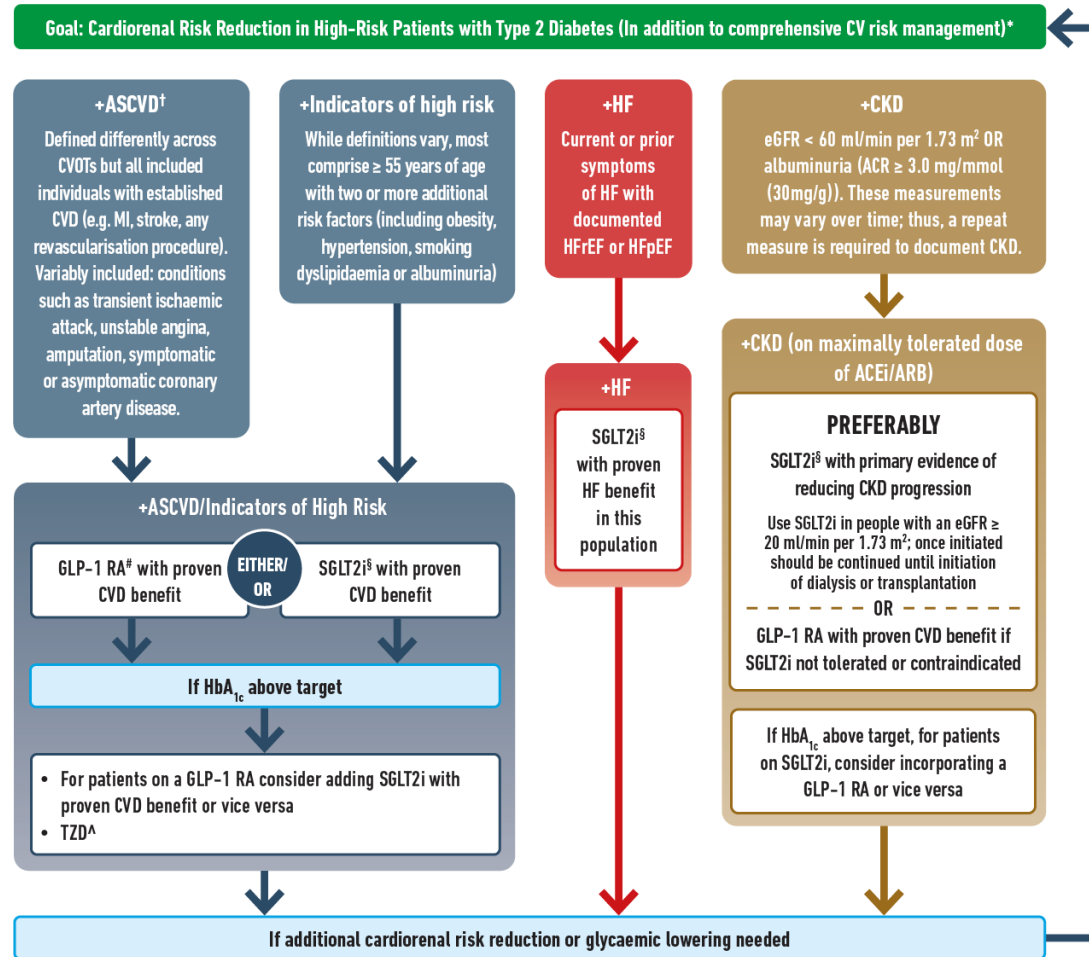 Goal: Cardiorenal Risk Reduction in High-Risk Patients with Type 2 Diabetes (In addition to comprehensive CV risk management)*
+ASCVD†
Defined differently across
CVOTs but all included
individuals with established
CVD (e.g. MI, stroke, any
revascularisation procedure).
Variably included: conditions
such as transient ischaemic
attack, unstable angina,
amputation, symptomatic
or asymptomatic coronary
artery disease.
+Indicators of high risk
While definitions vary, most
comprise ≥ 55 years of age
with two or more additional
risk factors (including obesity,
hypertension, smoking
dyslipidaemia or albuminuria)
+HF
Current or prior
symptoms
of HF with
documented
HFrEF or HFpEF
+CKD
eGFR < 60 ml/min per 1.73 m² OR
albuminuria (ACR ≥ 3.0 mg/mmol
(30mg/g)). These measurements
may vary over time; thus, a repeat
measure is required to document CKD.
+ASCVD/Indicators of High Risk
GLP-1 RA# with proven
CVD benefit
EITHER/
OR
SGLT2i§ with proven
CVD benefit
If HbA1c above target
• For patients on a GLP-1 RA consider adding SGLT2i with
proven CVD benefit or vice versa
• TZD^
+HF
SGLT2i§
with proven
HF benefit
in this
population
+CKD (on maximally tolerated dose
of ACEi/ARB)
PREFERABLY
SGLT2i§ with primary evidence of
reducing CKD progression
Use SGLT2i in people with an eGFR ≥
20 ml/min per 1.73 m²; once initiated
should be continued until initiation
of dialysis or transplantation
OR
GLP-1 RA with proven CVD benefit if
SGLT2i not tolerated or contraindicated
If HbA1c above target, for patients
on SGLT2i, consider incorporating a
GLP-1 RA or vice versa
If additional cardiorenal risk reduction or glycaemic lowering needed